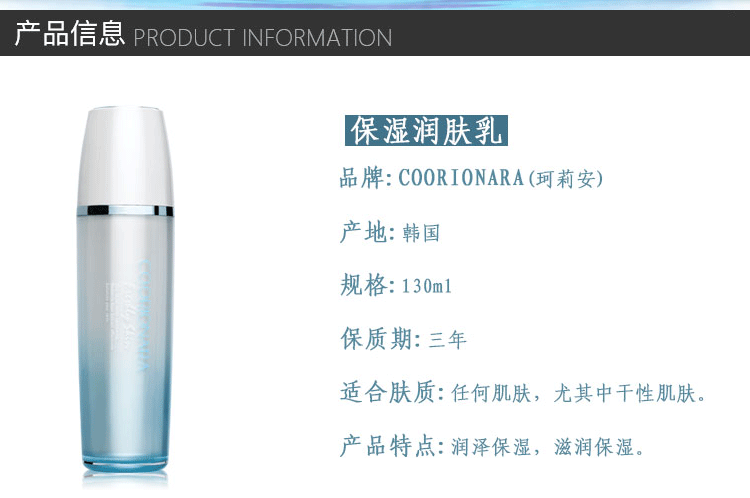 产品信息 PRODUCT INFORMATION
保湿润肤乳
品牌: COORIONARA(珂莉安)
产地: 韩国
规格: 130ml
保质期: 三年
适合肤质: 任何肌肤，尤其中干性肌肤。
产品特点: 润泽保湿，滋润保湿。